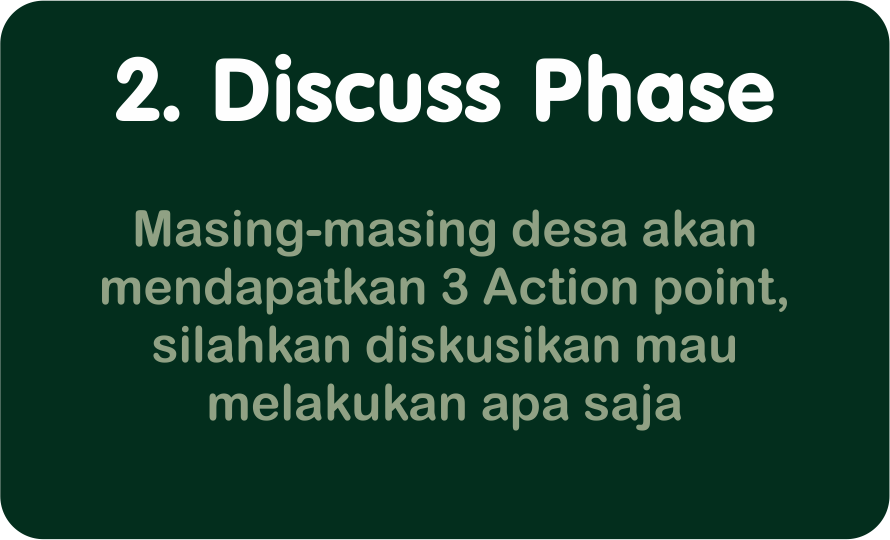 2. Discuss Phase
Masing-masing desa akan
mendapatkan 3 Action point,
silahkan diskusikan mau
melakukan apa saja